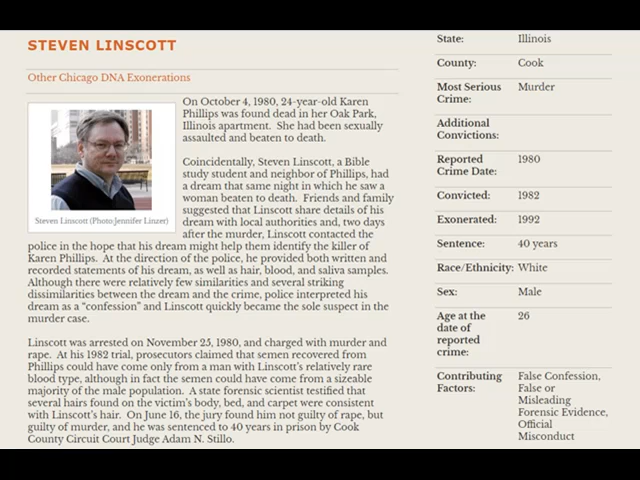 STEVEN LINSCOTT
Other Chicago DNA Exonerations
On October 4, 1980, 24-year-old Karen
Phillips was found dead in her Oak Park,
Illinois apartment. She had been sexually
assaulted and beaten to death.
Coincidentally, Steven Linscott, a Bible
study student and neighbor of Phillips, had
a dream that same night in which he saw a
woman beaten to death. Friends and family
suggested that Linscott share details of his
dream with local authorities and, two days
after the murder, Linscott contacted the
Steven Linscott (Photo:Jennifer Linzer)
police in the hope that his dream might help them identify the killer of
Karen Phillips. At the direction of the police, he provided both written and
recorded statements of his dream, as well as hair, blood, and saliva samples.
Although there were relatively few similarities and several striking
dissimilarities between the dream and the crime, police interpreted his
dream as a “confession” and Linscott quickly became the sole suspect in the
murder case.
Linscott was arrested on November 25, 1980, and charged with murder and
rape. At his 1982 trial, prosecutors claimed that semen recovered from
Phillips could have come only from a man with Linscott's relatively rare
blood type, although in fact the semen could have come from a sizeable
majority of the male population. A state forensic scientist testified that
several hairs found on the victim's body, bed, and carpet were consistent
with Linscott's hair. On June 16, the jury found him not guilty of rape, but
guilty of murder, and he was sentenced to 40 years in prison by Cook
County Circuit Court Judge Adam N. Stillo.
State: Illinois
County: Cook
Most Serious Murder
Crime:
Additional
Convictions:
Reported 1980
Crime Date:
Convicted: 1982
Exonerated: 1992
Sentence: 40 years
Race/Ethnicity: White
Sex: Male
Age at the 26
date of
reported
crime:
Contributing False Confession,
Factors: False or
Misleading
Forensic Evidence,
Official
Misconduct